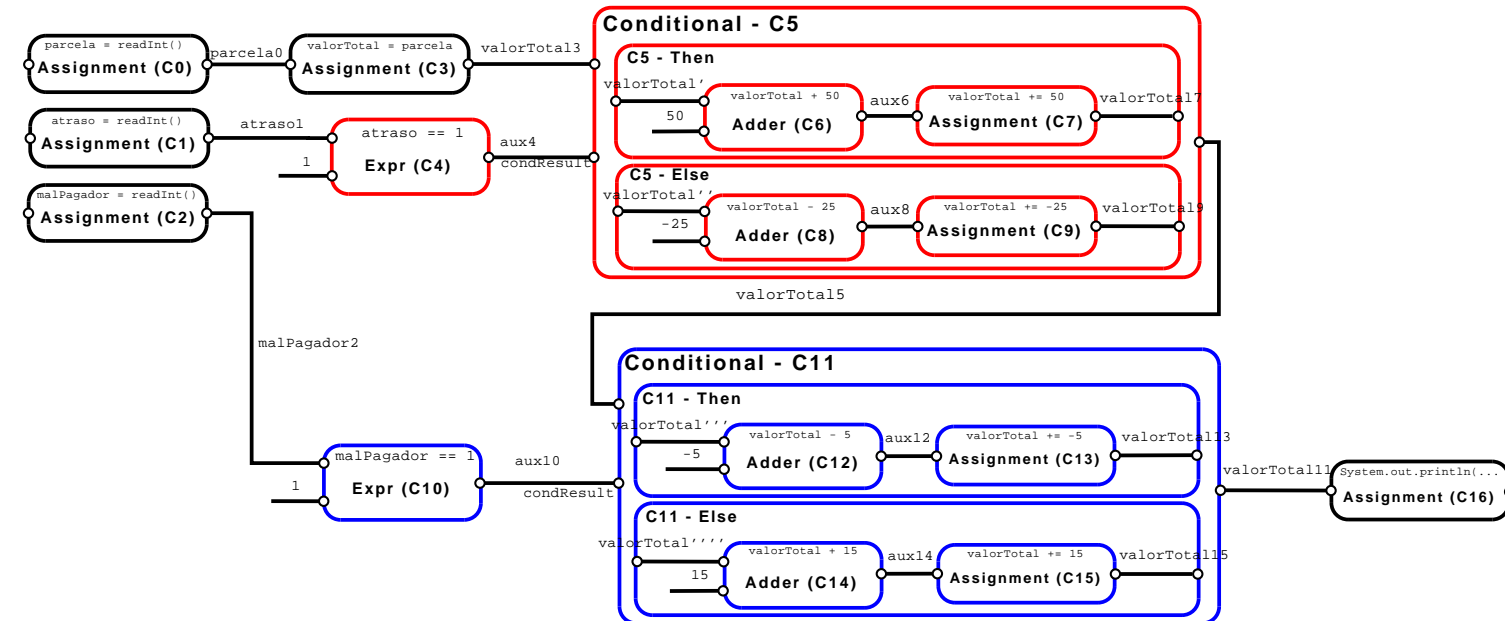 Conditional - C5
parcela = readInt()
Assignment (C0)
parcela0
valorTotal = parcela
Assignment (C3)
valorTotal3
C5 - Then
valorTotal'
50
valorTotal + 50
Adder (C6)
aux6
valorTotal += 50
Assignment (C7)
valorTotal7
atraso = readInt()
Assignment (C1)
atraso1
1
atraso == 1
Expr (C4)
aux4
condResult
C5 - Else
valorTotal''
-25
valorTotal - 25
Adder (C8)
aux8
valorTotal += -25
Assignment (C9)
valorTotal9
malPagador = readInt()
Assignment (C2)
valorTotal5
malPagador2
Conditional - C11
C11 - Then
valorTotal'''
-5
valorTotal - 5
Adder (C12)
aux12
valorTotal += -5
Assignment (C13)
valorTotal13
malPagador == 1
1
Expr (C10)
aux10
condResult
C11 - Else
valorTotal''''
15
valorTotal + 15
Adder (C14)
aux14
valorTotal += 15
Assignment (C15)
valorTotal15
valorTotal11
System.out.println(...
Assignment (C16)